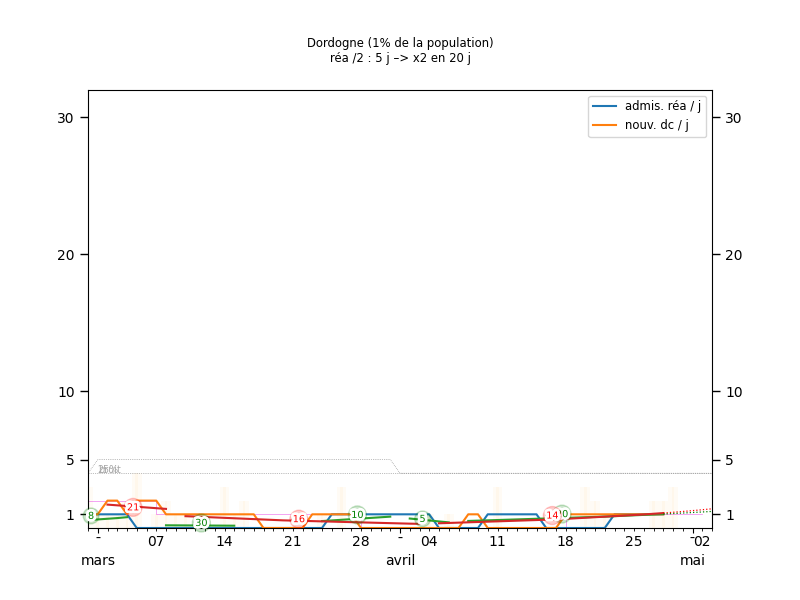 Dordogne (1% de la population)
réa /2 : 5 j –> x2 en 20 j
admis. réa / j
nouv. dc / j
30 30
20 20
10 10
5 5
1 1
8 21 30 16 10 5 14
- 07 14 21 28 - 04 11 18 25 -02
mars avril mai